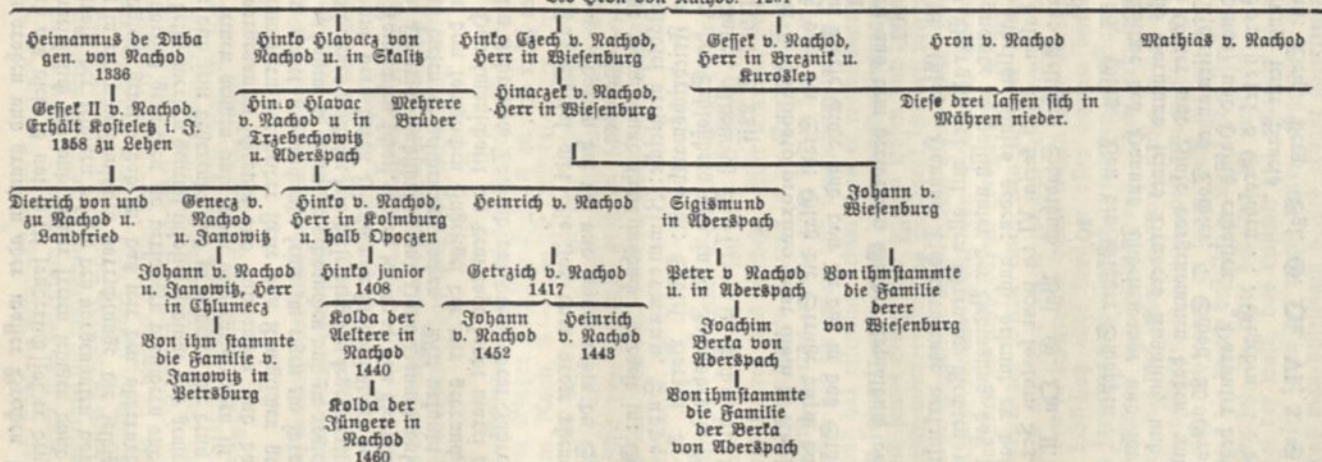 Heimannus de Duba
gen. von Nachod
1336
Gessek II v. Nachod.
Erhält Kosteletz i. J.
1358 zu Lehen
Hinko Hlavacz von
Nachod u. in Skalitz
Hinko Hlavac
v. Nachod u in
Trzebechowitz
u. Aderspach
Mehrere
Brüder
Hinko Czech v. Nachod,
Herr in Wiesenburg
Hinaczek v. Nachod,
Herr in Wiesenburg
Gessek v. Nachod,
Herr in Breznik u.
Kuroslep
Hron v. Nachod
Mathias v. Nachod
Diese drei lassen sich in
Mähren nieder.
Dietrich von und
zu Nachod u.
Landfried
Genecz v.
Nachod
u. Janowitz
Johann v. Nachod
u. Janowitz, Herr
in Chlumecz
Von ihm stammte
die Familie v.
Janowitz in
Petrsburg
Hinko v. Nachod,
Herr in Kolmburg
u. halb Opoczen
Hinko junior
1408
Kolda der
Aeltere in
Nachod
1440
Kolda der
Jüngere in
Nachod
1460
Heinrich v. Nachod
Getrzich v. Nachod
1417
Johann
v. Nachod
1452
Heinrich
v. Nachod
1443
Sigismund
in Aderspach
Peter v Nachod
u. in Aderspach
Joachim
Berka von
Aderspach
Von ihm stammte
die Familie
der Berka
von Aderspach
Johann v.
Wiesenburg
Von ihm stammte
die Familie
derer
von Wiesenburg